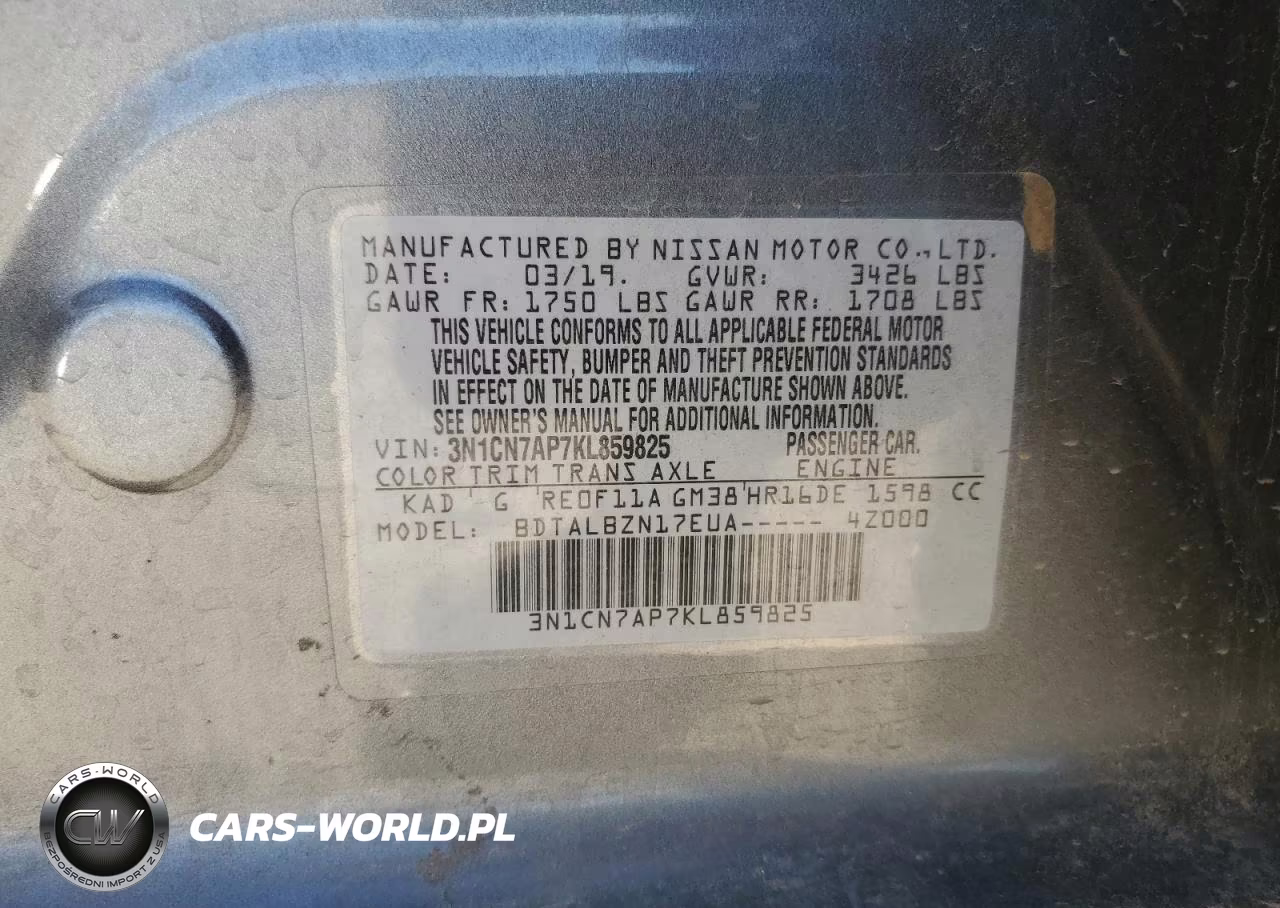 MANUFACTURED BY NISSAN MOTOR CO., LTD.
DATE: 03/19. GVWR: 3426 LBS
GAWR FR: 1750 LBS GAWR RR: 1708 LBS
THIS VEHICLE CONFORMS TO ALL APPLICABLE FEDERAL MOTOR
VEHICLE SAFETY, BUMPER AND THEFT PREVENTION STANDARDS
IN EFFECT ON THE DATE OF MANUFACTURE SHOWN ABOVE.
SEE OWNER'S MANUAL FOR ADDITIONAL INFORMATION.
VIN: 3N1CN7AP7KL859825 PASSENGER CAR.
COLOR TRIM TRANS AXLE ENGINE
KAD ' G 'RE0F11A GM38'HR16DE 1598 CC
MODEL: BDTALBZN17EUA----- 4Z000
3N1CN7AP7KL859825
CARS-WORLD
CW
BEZPOŚREDNI IMPORT Z USA
CARS-WORLD.PL